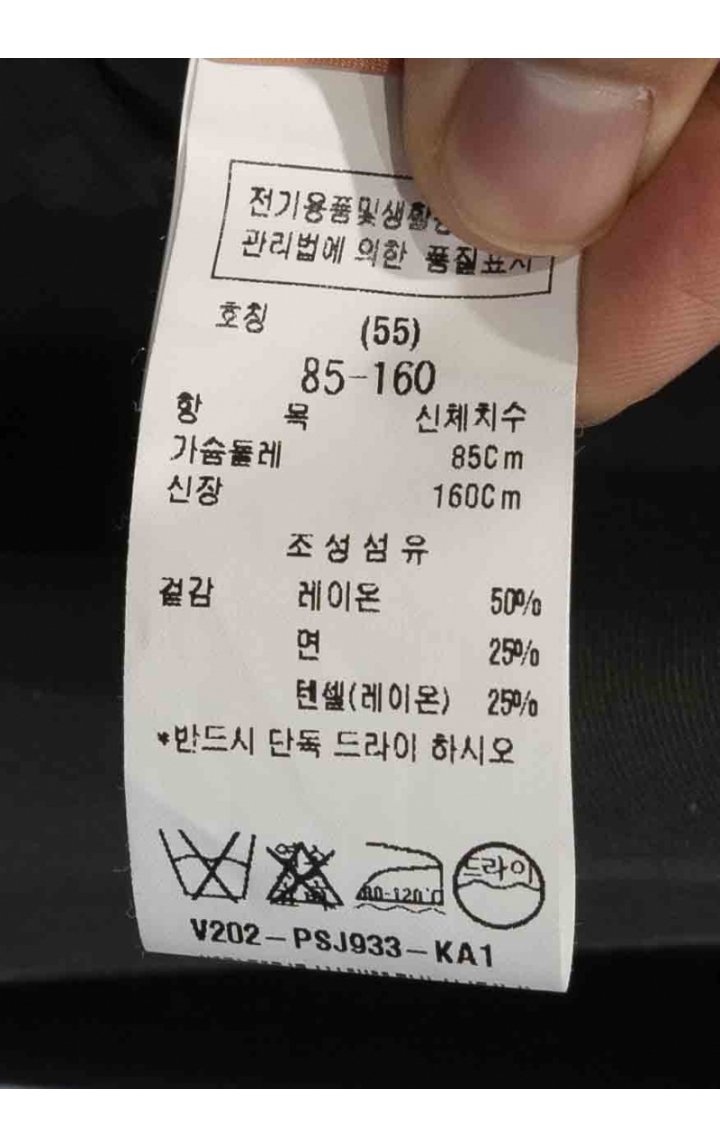 전기용품및생활
관리법에 의한 품질표시
호칭 (55)
85-160
항 목 신체치수
가슴둘레 85Cm
신장 160Cm
조성섬유
겉감 레이온 50%
면 25%
텐셀(레이온) 25%
*반드시 단독 드라이 하시오
80-120℃ 드라이
V202-PSJ933-KA1